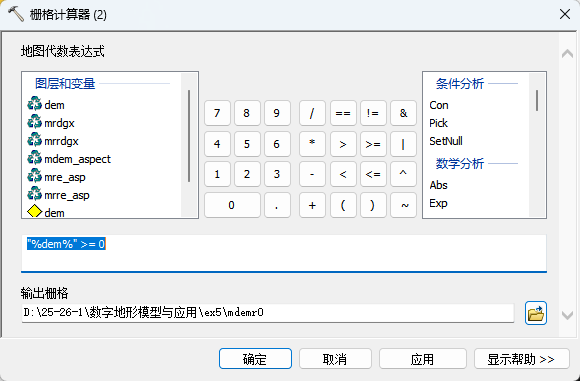 栅格计算器 (2)
地图代数表达式
图层和变量
dem
mrdgx
mrrdgx
mdem_aspect
mre_asp
mrre_asp
dem
7 8 9 / == != &
4 5 6 * > >= |
1 2 3 - < <= ^
0 . + ( ) ~
条件分析
Con
Pick
SetNull
数学分析
Abs
Exp
"%dem%" >= 0
输出栅格
D:\25-26-1\数字地形模型与应用\ex5\mdemr0
确定 取消 应用 显示帮助 >>